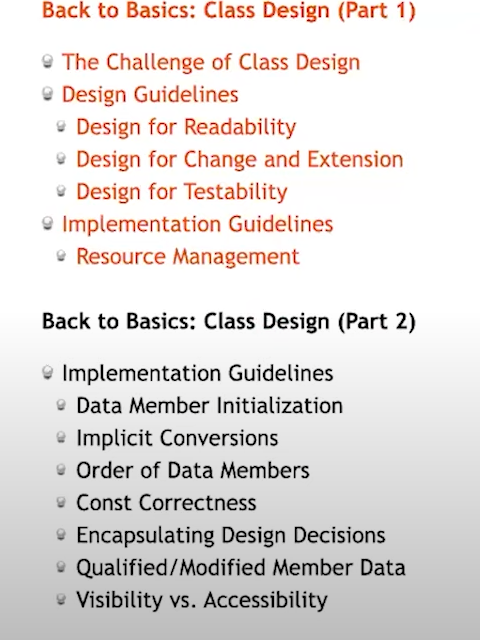 Back to Basics: Class Design (Part 1)
The Challenge of Class Design
Design Guidelines
Design for Readability
Design for Change and Extension
Design for Testability
Implementation Guidelines
Resource Management
Back to Basics: Class Design (Part 2)
Implementation Guidelines
Data Member Initialization
Implicit Conversions
Order of Data Members
Const Correctness
Encapsulating Design Decisions
Qualified/Modified Member Data
Visibility vs. Accessibility